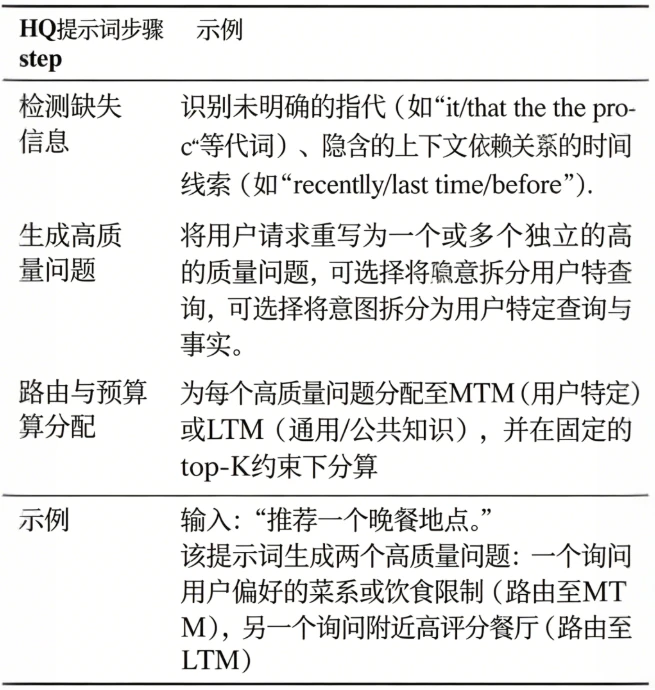 HQ提示词步骤 示例
step
检测缺失 识别未明确的指代（如“it/that the the pro-
信息 c“等代词）、隐含的上下文依赖关系的时间
线索（如“recentlly/last time/before”).
生成高质 将用户请求重写为一个或多个独立的高
量问题 的质量问题，可选择将隐意拆分用户特查
询，可选择将意图拆分为用户特定查询与
事实。
路由与预算 为每个高质量问题分配至MTM（用户特定）
算分配 或LTM（通用/公共知识），并在固定的
top-K约束下分算
示例 输入：“推荐一个晚餐地点。”
该提示词生成两个高质量问题：一个询问
用户偏好的菜系或饮食限制（路由至MT
M），另一个询问附近高评分餐厅（路由至
LTM）